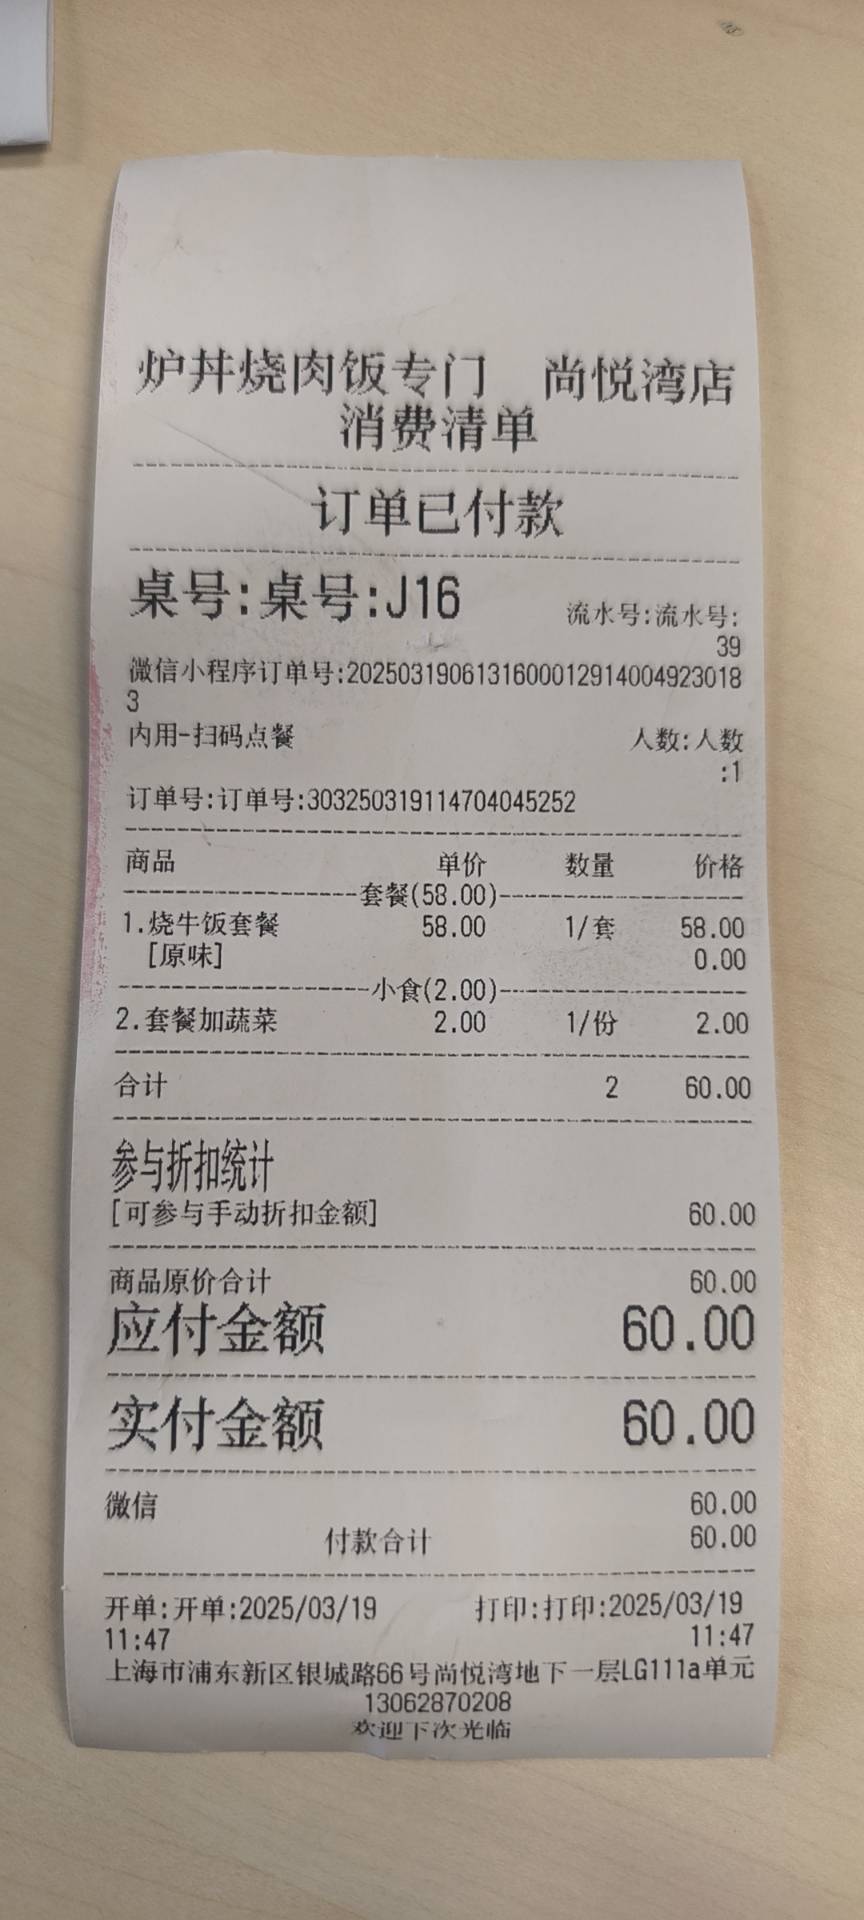 炉丼烧肉饭专门 尚悦湾店
消费清单
订单已付款
桌号:桌号:J16 流水号:流水号:
39
微信小程序订单号:2025031906131600012914004923018
3
内用-扫码点餐 人数:人数
:1
订单号:订单号:303250319114704045252
商品 单价 数量 价格
套餐(58.00)
1.烧牛饭套餐 58.00 1/套 58.00
[原味] 0.00
小食(2.00)
2.套餐加蔬菜 2.00 1/份 2.00
合计 2 60.00
参与折扣统计
[可参与手动折扣金额] 60.00
商品原价合计 60.00
应付金额 60.00
实付金额 60.00
微信 60.00
付款合计 60.00
开单:开单:2025/03/19 打印:打印:2025/03/19
11:47 11:47
上海市浦东新区银城路66号尚悦湾地下一层LG111a单元
13062870208
欢迎下次光临